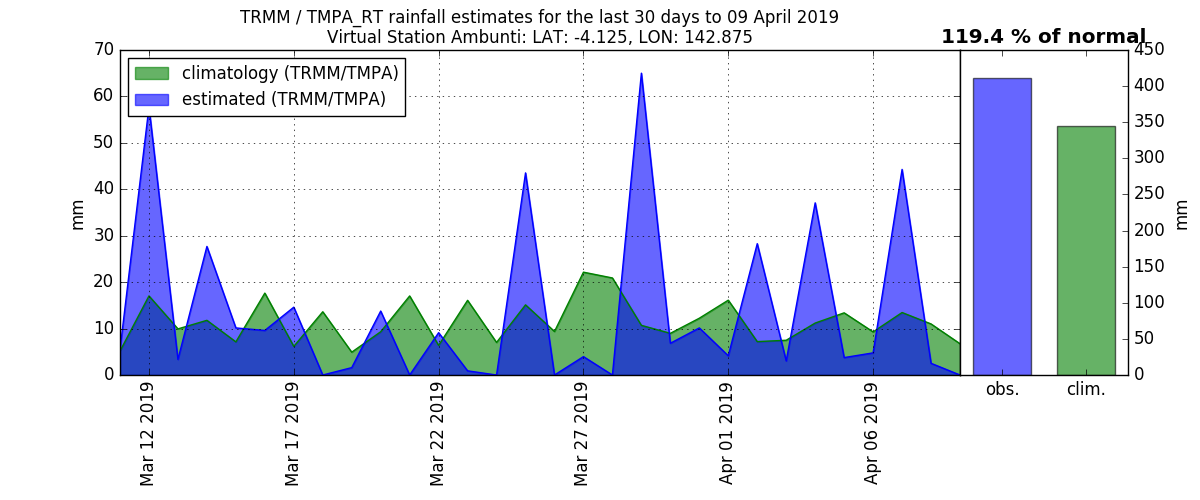 TRMM / TMPA_RT rainfall estimates for the last 30 days to 09 April 2019
Virtual Station Ambunti: LAT: -4.125, LON: 142.875
119.4 % of normal
climatology (TRMM/TMPA)
estimated (TRMM/TMPA)
70
60
50
40
30
20
10
0
mm
Mar 12 2019
Mar 17 2019
Mar 22 2019
Mar 27 2019
Apr 01 2019
Apr 06 2019
obs.
clim.
450
400
350
300
250
200
150
100
50
0
mm